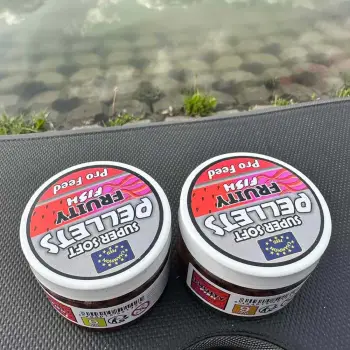 SUPER SOFT
PELLETS
FRUITY
FISH
Pro Feed
SUPER SOFT
PELLETS
FRUITY
FISH
Pro Feed